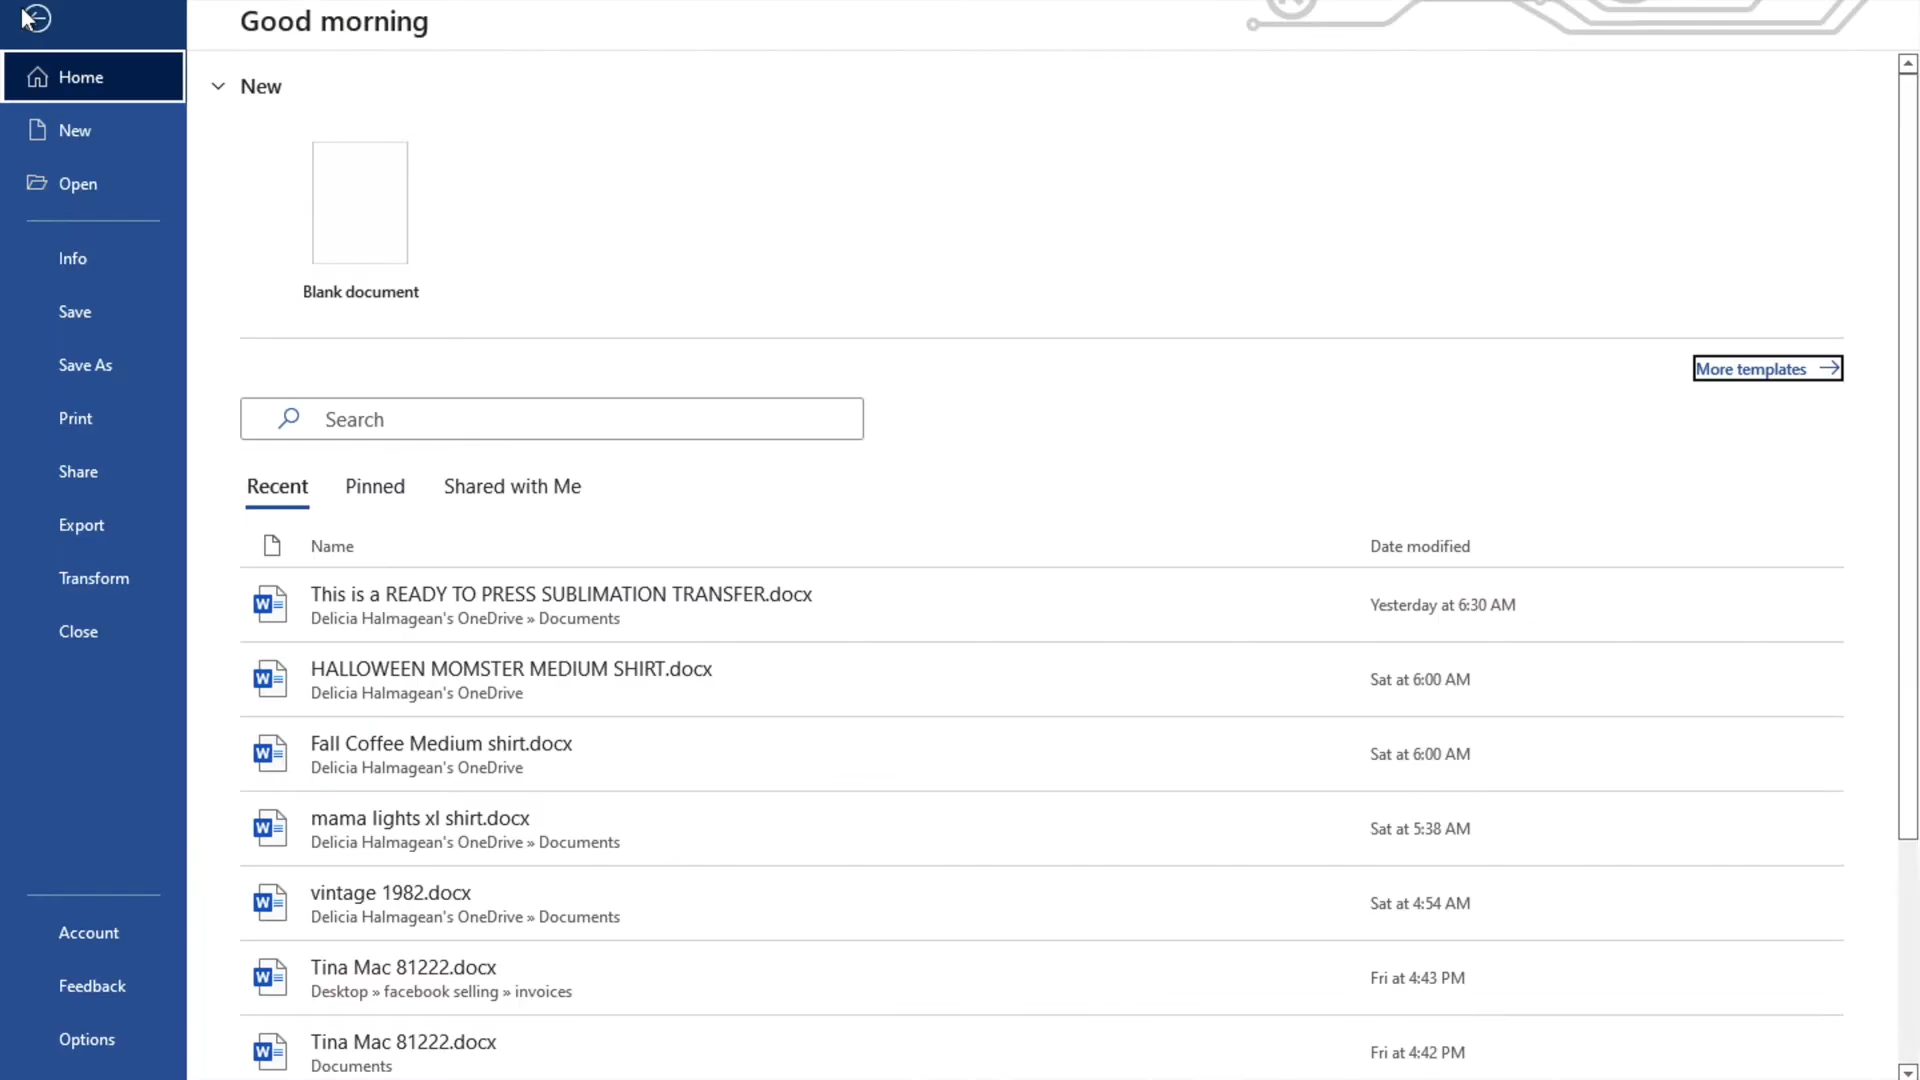 Good morning
Home
New
Open
Info
Save
Save As
Print
Share
Export
Transform
Close
Account
Feedback
Options
New
Blank document
More templates
Search
Recent Pinned Shared with Me
Name Date modified
This is a READY TO PRESS SUBLIMATION TRANSFER.docx
Delicia Halmagean's OneDrive » Documents
Yesterday at 6:30 AM
HALLOWEEN MOMSTER MEDIUM SHIRT.docx
Delicia Halmagean's OneDrive
Sat at 6:00 AM
Fall Coffee Medium shirt.docx
Delicia Halmagean's OneDrive
Sat at 6:00 AM
mama lights xl shirt.docx
Delicia Halmagean's OneDrive » Documents
Sat at 5:38 AM
vintage 1982.docx
Delicia Halmagean's OneDrive » Documents
Sat at 4:54 AM
Tina Mac 81222.docx
Desktop » facebook selling » invoices
Fri at 4:43 PM
Tina Mac 81222.docx
Documents
Fri at 4:42 PM